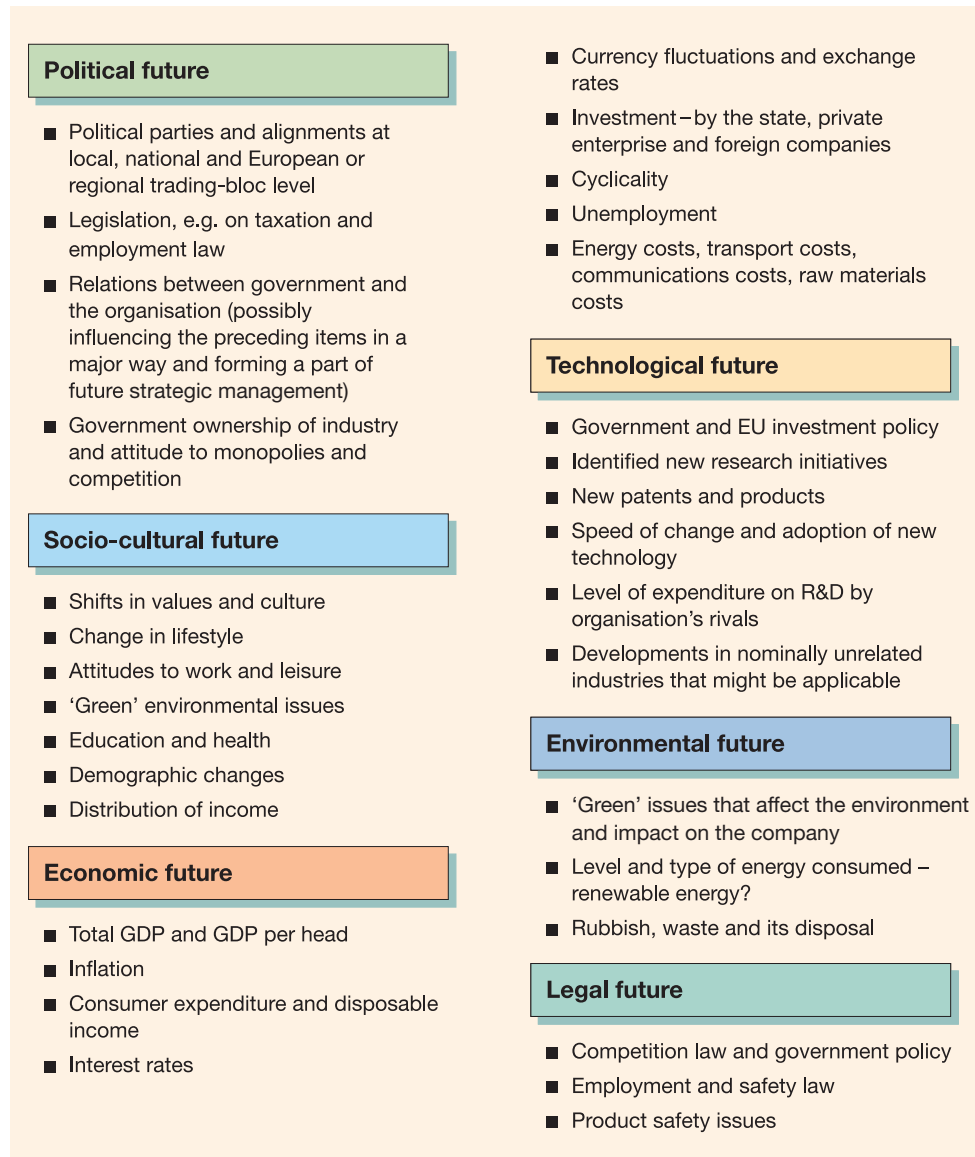 Political future
■ Political parties and alignments at
local, national and European or
regional trading-bloc level
■ Legislation, e.g. on taxation and
employment law
■ Relations between government and
the organisation (possibly
influencing the preceding items in a
major way and forming a part of
future strategic management)
■ Government ownership of industry
and attitude to monopolies and
competition
Socio-cultural future
■ Shifts in values and culture
■ Change in lifestyle
■ Attitudes to work and leisure
■ ‘Green’ environmental issues
■ Education and health
■ Demographic changes
■ Distribution of income
Economic future
■ Total GDP and GDP per head
■ Inflation
■ Consumer expenditure and disposable
income
■ Interest rates
■ Currency fluctuations and exchange
rates
■ Investment – by the state, private
enterprise and foreign companies
■ Cyclicality
■ Unemployment
■ Energy costs, transport costs,
communications costs, raw materials
costs
Technological future
■ Government and EU investment policy
■ Identified new research initiatives
■ New patents and products
■ Speed of change and adoption of new
technology
■ Level of expenditure on R&D by
organisation’s rivals
■ Developments in nominally unrelated
industries that might be applicable
Environmental future
■ ‘Green’ issues that affect the environment
and impact on the company
■ Level and type of energy consumed –
renewable energy?
■ Rubbish, waste and its disposal
Legal future
■ Competition law and government policy
■ Employment and safety law
■ Product safety issues